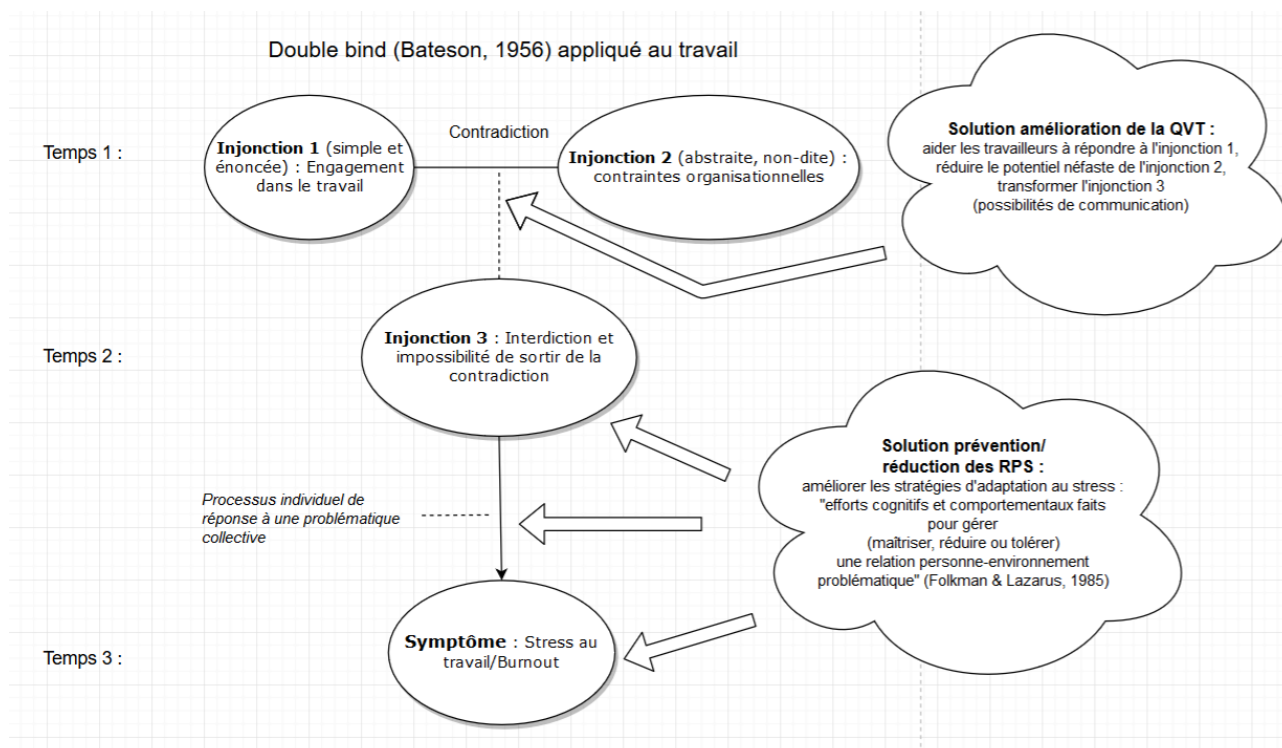 Double bind (Bateson, 1956) appliqué au travail
Temps 1 :
Injonction 1 (simple et
énoncée) : Engagement
dans le travail
Contradiction
Injonction 2 (abstraite, non-dite) :
contraintes organisationnelles
Solution amélioration de la QVT :
aider les travailleurs à répondre à l'injonction 1,
réduire le potentiel néfaste de l'injonction 2,
transformer l'injonction 3
(possibilités de communication)
Temps 2 :
Injonction 3 : Interdiction et
impossibilité de sortir de la
contradiction
Solution prévention/
réduction des RPS :
améliorer les stratégies d'adaptation au stress :
"efforts cognitifs et comportementaux faits
pour gérer
(maîtriser, réduire ou tolérer)
une relation personne-environnement
problématique" (Folkman & Lazarus, 1985)
Processus individuel de
réponse à une problématique
collective
Temps 3 :
Symptôme : Stress au
travail/Burnout